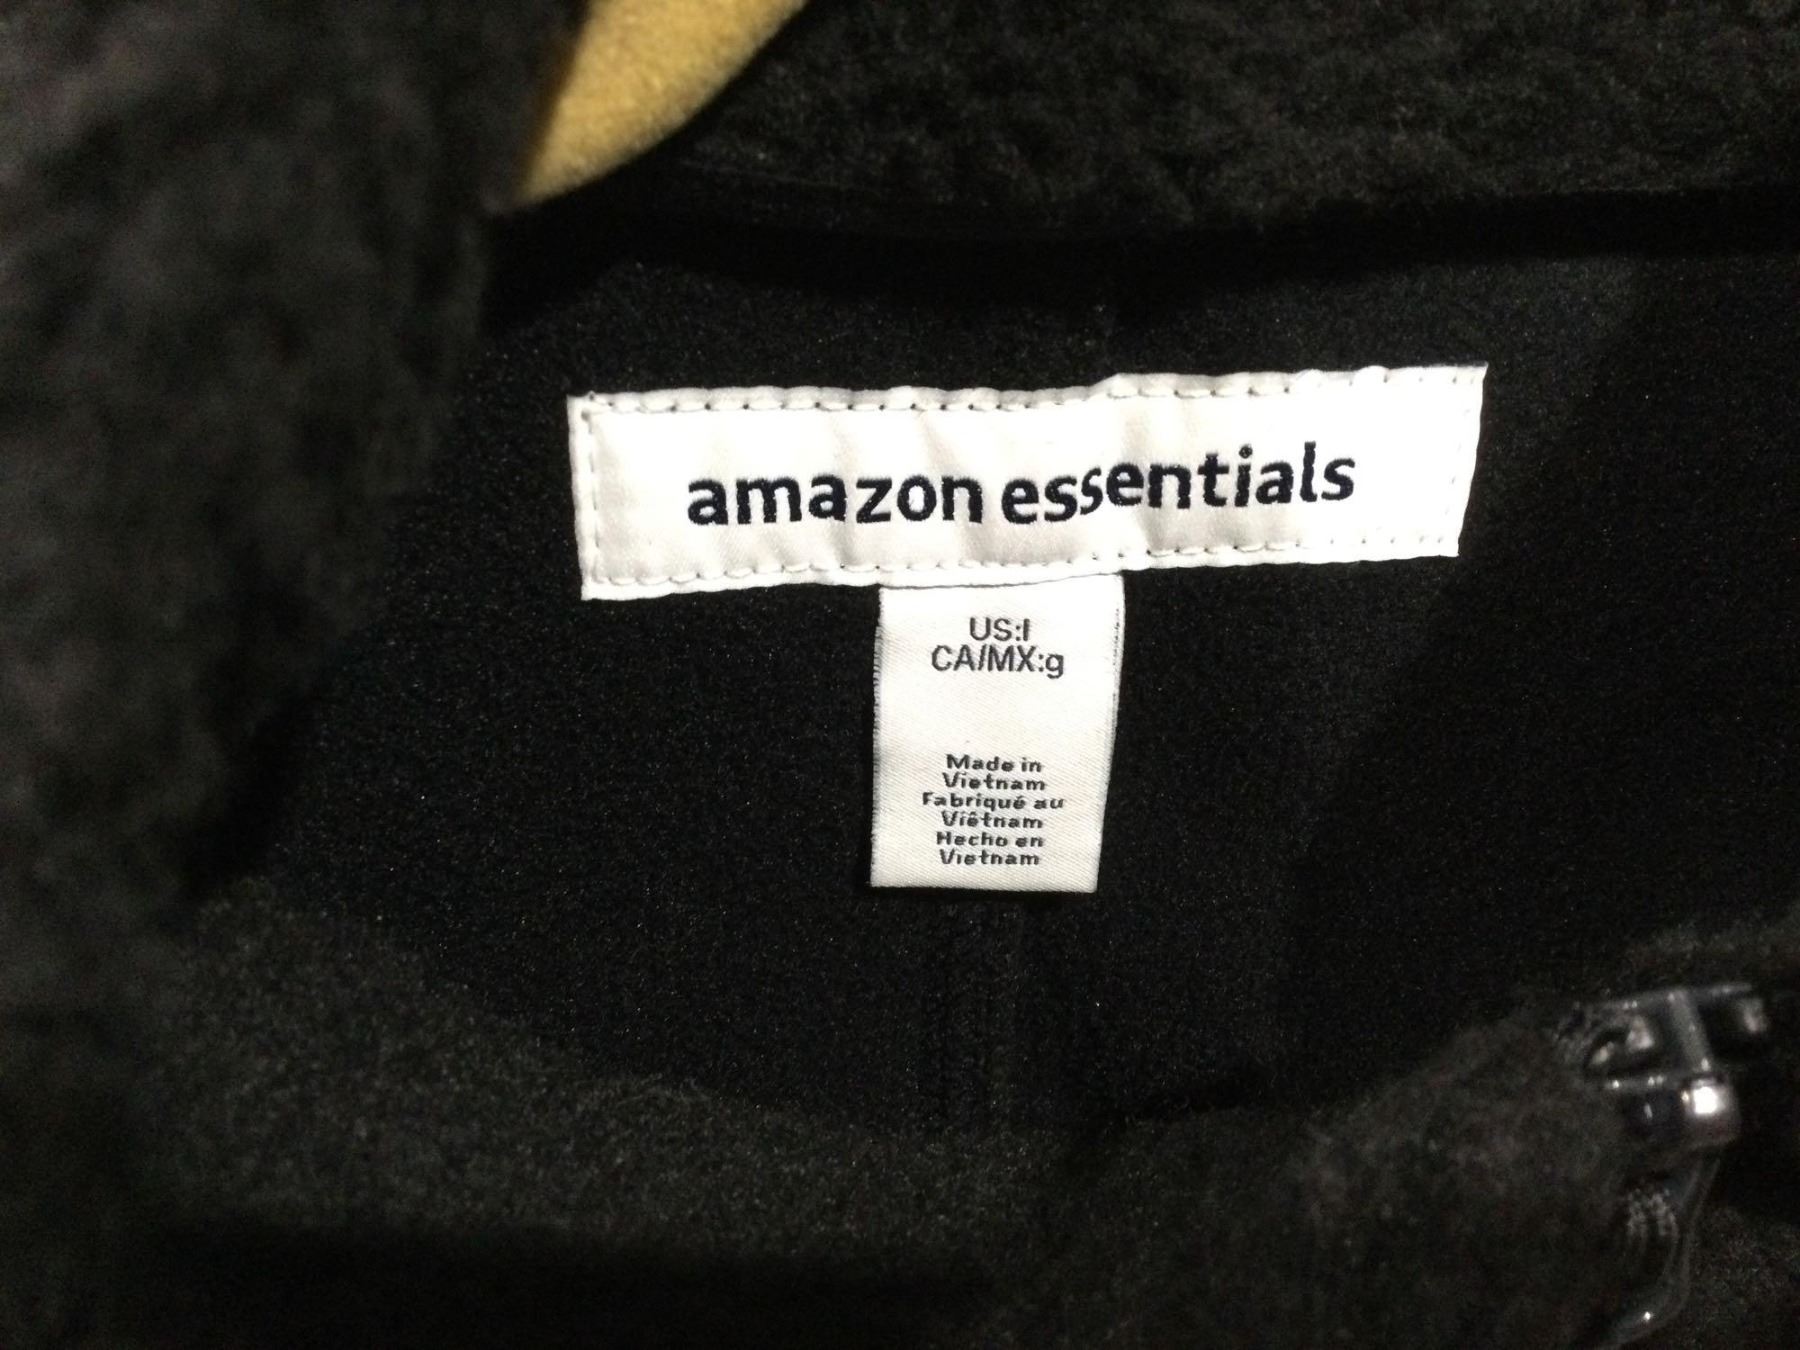 amazon essentials
US:l
CA/MX:g
Made in
Vietnam
Fabriqué au
Viêtnam
Hecho en
Vietnam